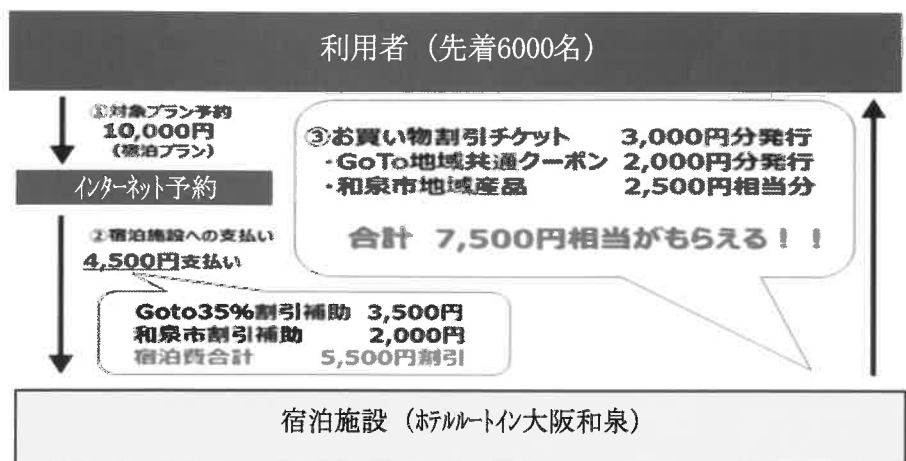 利用者（先着6000名）
①対象プラン予約
10,000円
（宿泊プラン）
インターネット予約
②宿泊施設への支払い
4,500円支払い
Goto35%割引補助 3,500円
和泉市割引補助 2,000円
宿泊費合計 5,500円割引
③お買い物割引チケット 3,000円分発行
・GoTo地域共通クーポン 2,000円分発行
・和泉市地域産品 2,500円相当分
合計 7,500円相当がもらえる！！
宿泊施設（ホテルルートイン大阪和泉）